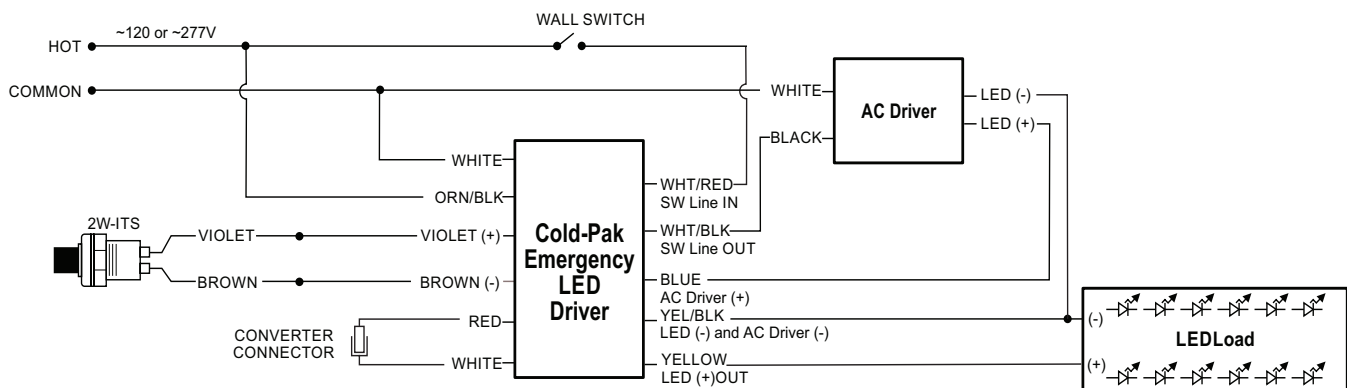 WALL SWITCH
~120 or ~277V
HOT
COMMON
WHITE
AC Driver
LED (-)
LED (+)
BLACK
WHITE
ORN/BLK
WHT/RED
SW Line IN
2W-ITS
VIOLET
VIOLET (+)
BROWN
BROWN (-)
Cold-Pak
Emergency
LED
Driver
WHT/BLK
SW Line OUT
BLUE
AC Driver (+)
YEL/BLK
LED (-) and AC Driver (-)
YELLOW
LED (+)OUT
RED
CONVERTER
CONNECTOR
WHITE
(-)
LEDLoad
(+)